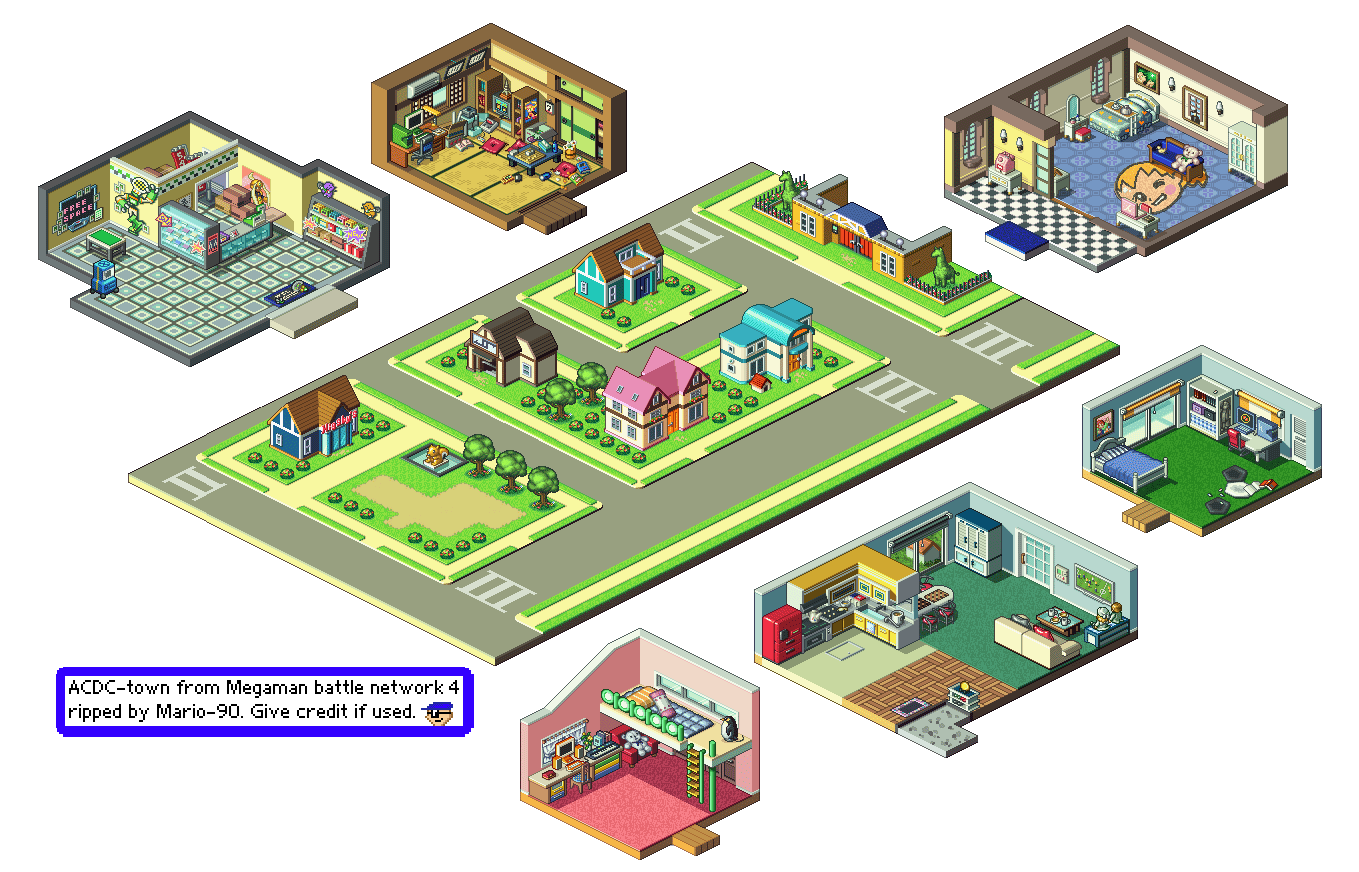 FREE
SPACE
ACDC-town from Megaman battle network 4
ripped by Mario-90. Give credit if used.